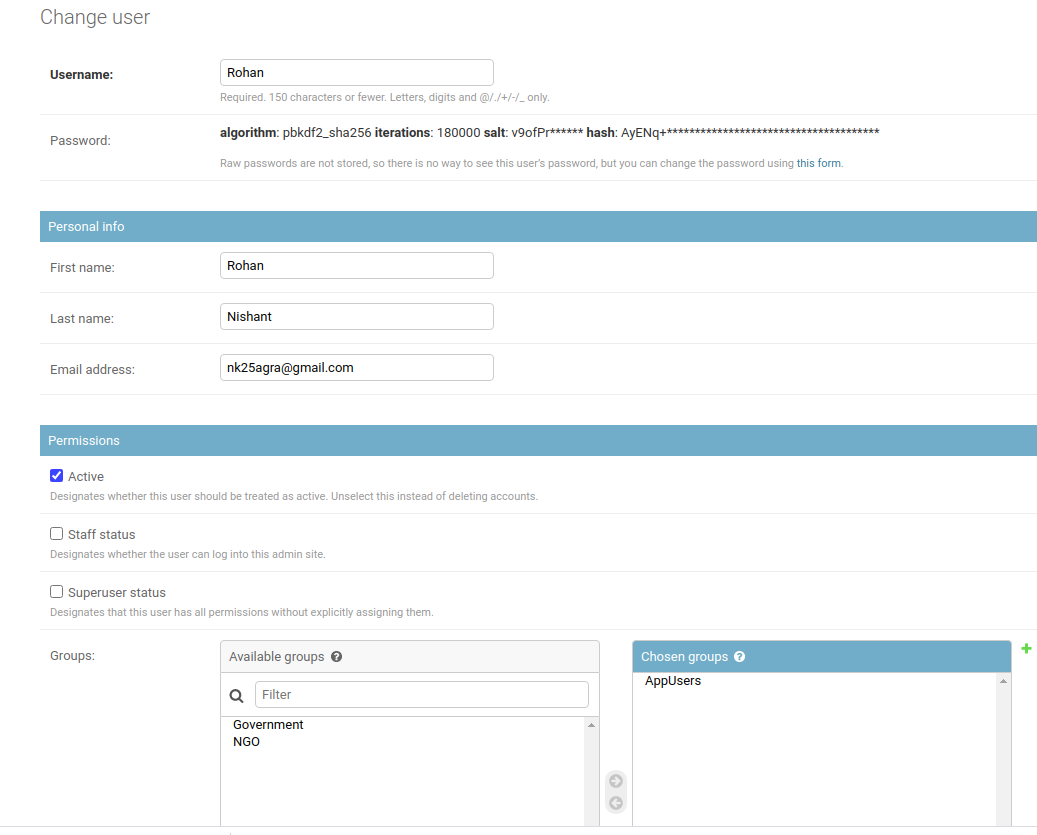 Change user
Username:
Rohan
Required. 150 characters or fewer. Letters, digits and @/./+/-/_ only.
Password:
algorithm: pbkdf2_sha256 iterations: 180000 salt: v9ofPr****** hash: AyENq+**************************************
Raw passwords are not stored, so there is no way to see this user's password, but you can change the password using this form.
Personal info
First name:
Rohan
Last name:
Nishant
Email address:
nk25agra@gmail.com
Permissions
Active
Designates whether this user should be treated as active. Unselect this instead of deleting accounts.
Staff status
Designates whether the user can log into this admin site.
Superuser status
Designates that this user has all permissions without explicitly assigning them.
Groups:
Available groups ?
Filter
Government
NGO
Chosen groups ?
AppUsers